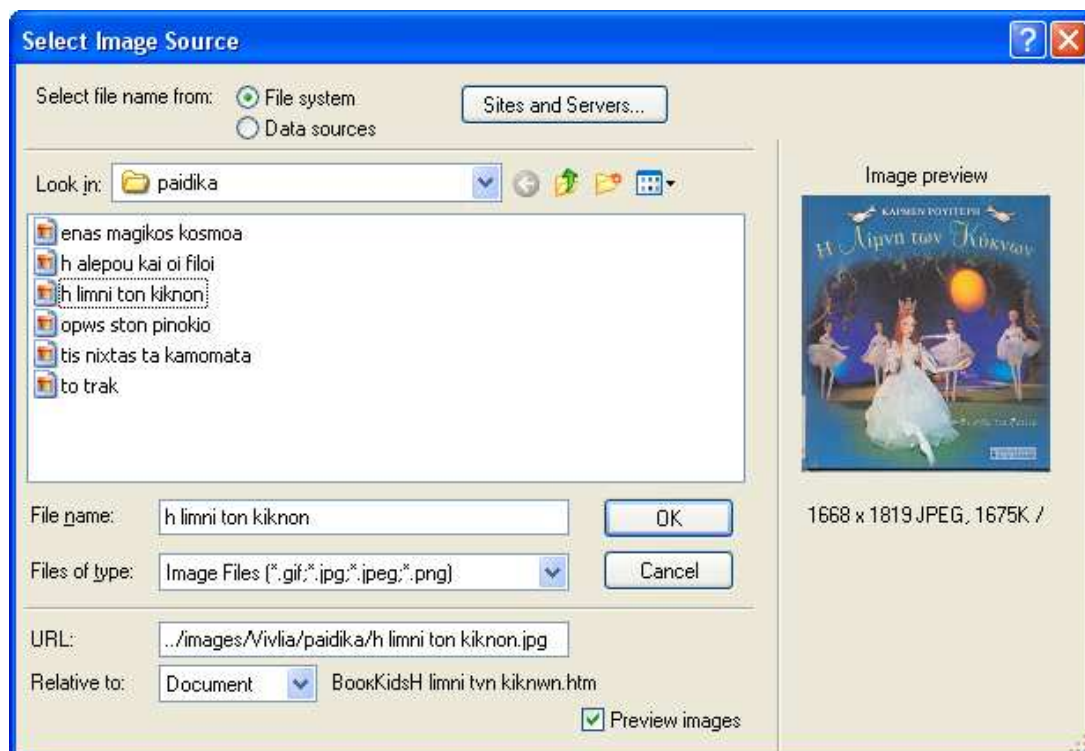 Select Image Source
Select file name from:
File system
Sites and Servers...
Data sources
Look in:
paidika
enas magikos kosmoa
h alepou kai oi filoi
h limni ton kiknon
opws ston pinokio
tis nixtas ta kamomata
to trak
Image preview
ΚΑΡΜΕΝ ΡΟΥΓΓΕΡΗ
Η Λίμνη των Κύκνων
1668 x 1819 JPEG, 1675K /
File name:
h limni ton kiknon
OK
Files of type:
Image Files (*.gif;*.jpg;*.jpeg;*.png)
Cancel
URL:
../images/Vivlia/paidika/h limni ton kiknon.jpg
Relative to:
Document
BooкKidsH limni tvn kiknwn.htm
Preview images